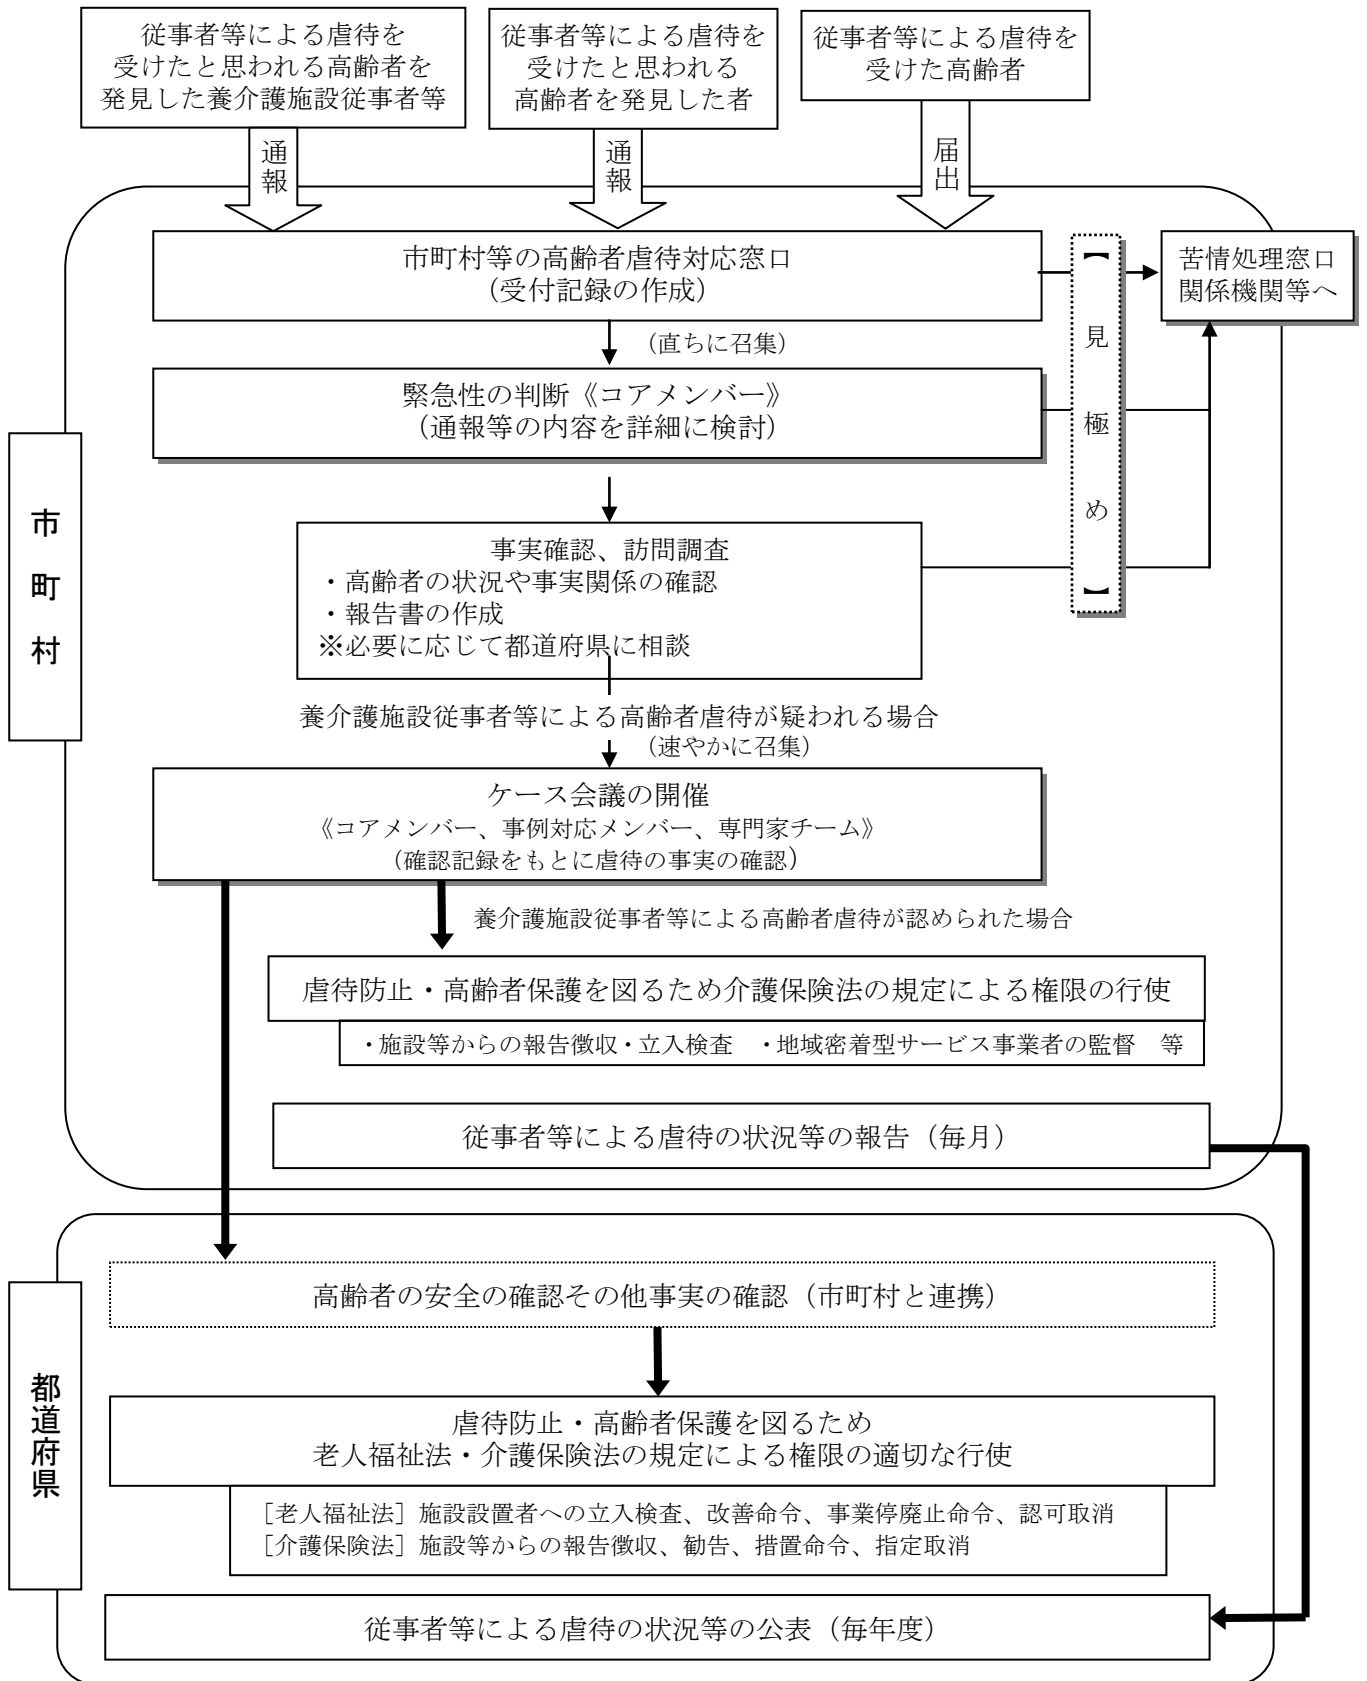 従事者等による虐待を
受けたと思われる高齢者を
発見した養介護施設従事者等
従事者等による虐待を
受けたと思われる
高齢者を発見した者
従事者等による虐待を
受けた高齢者
通報
通報
届出
市町村等の高齢者虐待対応窓口
(受付記録の作成)
苦情処理窓口
関係機関等へ
【見極め】
(直ちに召集)
緊急性の判断《コアメンバー》
(通報等の内容を詳細に検討)
市町村
事実確認、訪問調査
・高齢者の状況や事実関係の確認
・報告書の作成
※必要に応じて都道府県に相談
養介護施設従事者等による高齢者虐待が疑われる場合
(速やかに召集)
ケース会議の開催
《コアメンバー、事例対応メンバー、専門家チーム》
(確認記録をもとに虐待の事実の確認)
養介護施設従事者等による高齢者虐待が認められた場合
虐待防止・高齢者保護を図るため介護保険法の規定による権限の行使
・施設等からの報告徴収・立入検査　・地域密着型サービス事業者の監督　等
従事者等による虐待の状況等の報告（毎月）
高齢者の安全の確認その他事実の確認（市町村と連携）
都道府県
虐待防止・高齢者保護を図るため
老人福祉法・介護保険法の規定による権限の適切な行使
［老人福祉法］施設設置者への立入検査、改善命令、事業停廃止命令、認可取消
［介護保険法］施設等からの報告徴収、勧告、措置命令、指定取消
従事者等による虐待の状況等の公表（毎年度）